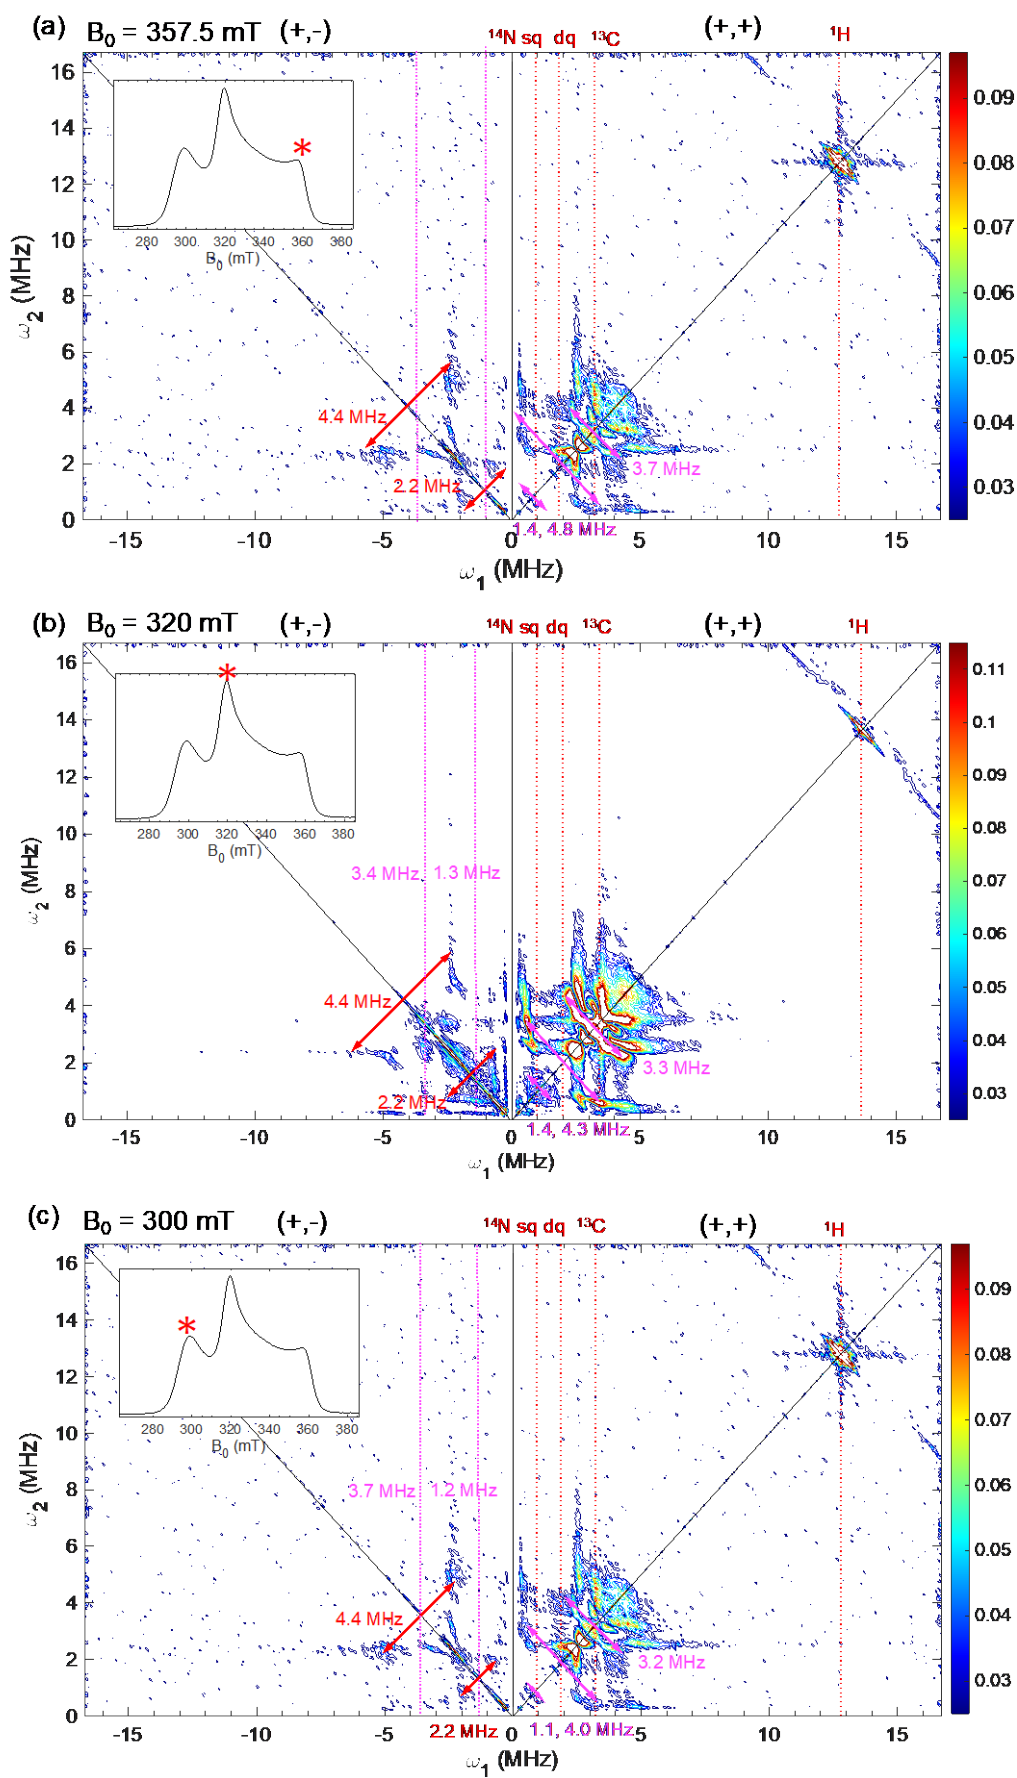 (a) B₀ = 357.5 mT (+,-) ¹⁴N sq dq ¹³C (+,+) ¹H
16
14
12
10
8
6
4
2
0
ω₂ (MHz)
280 300 320 340 360 380
B₀ (mT)
*
4.4 MHz
2.2 MHz
3.7 MHz
1.4, 4.8 MHz
-15 -10 -5 0 5 10 15
ω₁ (MHz)
0.09
0.08
0.07
0.06
0.05
0.04
0.03
(b) B₀ = 320 mT (+,-) ¹⁴N sq dq ¹³C (+,+) ¹H
16
14
12
10
8
6
4
2
0
ω₂ (MHz)
280 300 320 340 360 380
B₀ (mT)
*
3.4 MHz 1.3 MHz
4.4 MHz
2.2 MHz
3.3 MHz
1.4, 4.3 MHz
-15 -10 -5 0 5 10 15
ω₁ (MHz)
0.11
0.1
0.09
0.08
0.07
0.06
0.05
0.04
0.03
(c) B₀ = 300 mT (+,-) ¹⁴N sq dq ¹³C (+,+) ¹H
16
14
12
10
8
6
4
2
0
ω₂ (MHz)
280 300 320 340 360 380
B₀ (mT)
*
3.7 MHz 1.2 MHz
4.4 MHz
3.2 MHz
2.2 MHz
1.1, 4.0 MHz
-15 -10 -5 0 5 10 15
ω₁ (MHz)
0.09
0.08
0.07
0.06
0.05
0.04
0.03